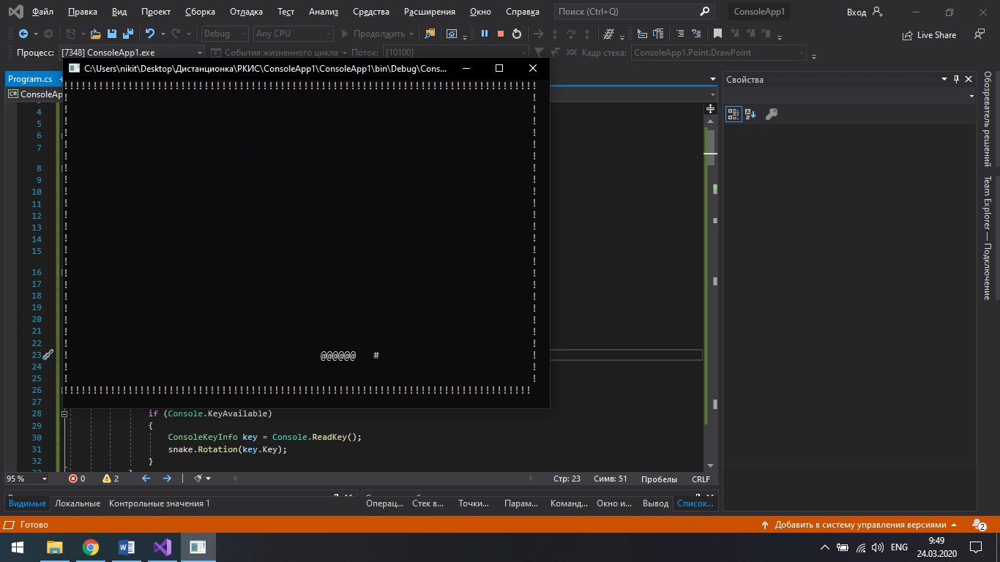 Файл Правка Вид Проект Сборка Отладка Тест Анализ Средства Расширения Окно Справка Поиск (Ctrl+Q) ConsoleApp1 Вход
Debug Any CPU Продолжить Live Share
Процесс: [7348] ConsoleApp1.exe События жизненного цикла Поток: [10100] Кадр стека: ConsoleApp1.Point.DrawPoint
C:\Users\nikit\Desktop\Дистанционка\РКИС\ConsoleApp1\ConsoleApp1\bin\Debug\Cons...
Program.cs
ConsoleAp
Свойства
Обозреватель решений
Team Explorer — Подключение
4
5
6
7
8
9
10
11
12
13
14
15
16
17
18
19
20
21
22
23 @@@@@@ #
24
25
26
27
28 if (Console.KeyAvailable)
29 {
30 ConsoleKeyInfo key = Console.ReadKey();
31 snake.Rotation(key.Key);
32 }
95 % 0 2 Стр: 23 Симв: 51 Пробелы CRLF
Видимые Локальные Контрольные значения 1 Операц... Стек в... Точки... Парам... Команд... Окно и... Вывод Список...
Готово Добавить в систему управления версиями 2
ENG 9:49
24.03.2020